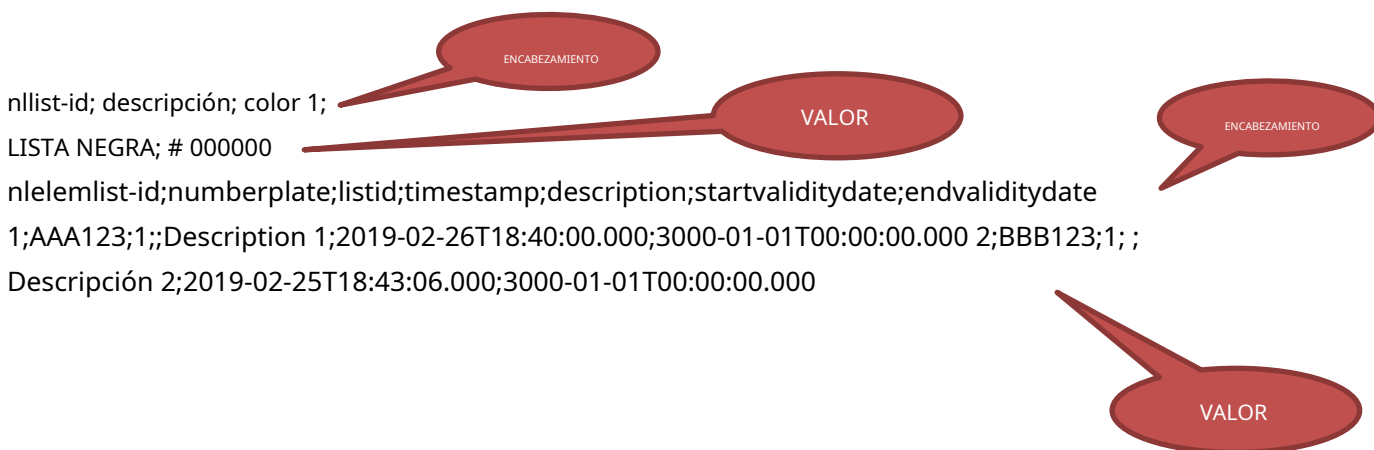 ENCABEZAMIENTO
nllist-id; descripción; color 1;
VALOR
ENCABEZAMIENTO
LISTA NEGRA; # 000000
nlelemlist-id;numberplate;listid;timestamp;description;startvaliditydate;endvaliditydate
1;AAA123;1;;Description 1;2019-02-26T18:40:00.000;3000-01-01T00:00:00.000 2;BBB123;1; ;
Descripción 2;2019-02-25T18:43:06.000;3000-01-01T00:00:00.000
VALOR